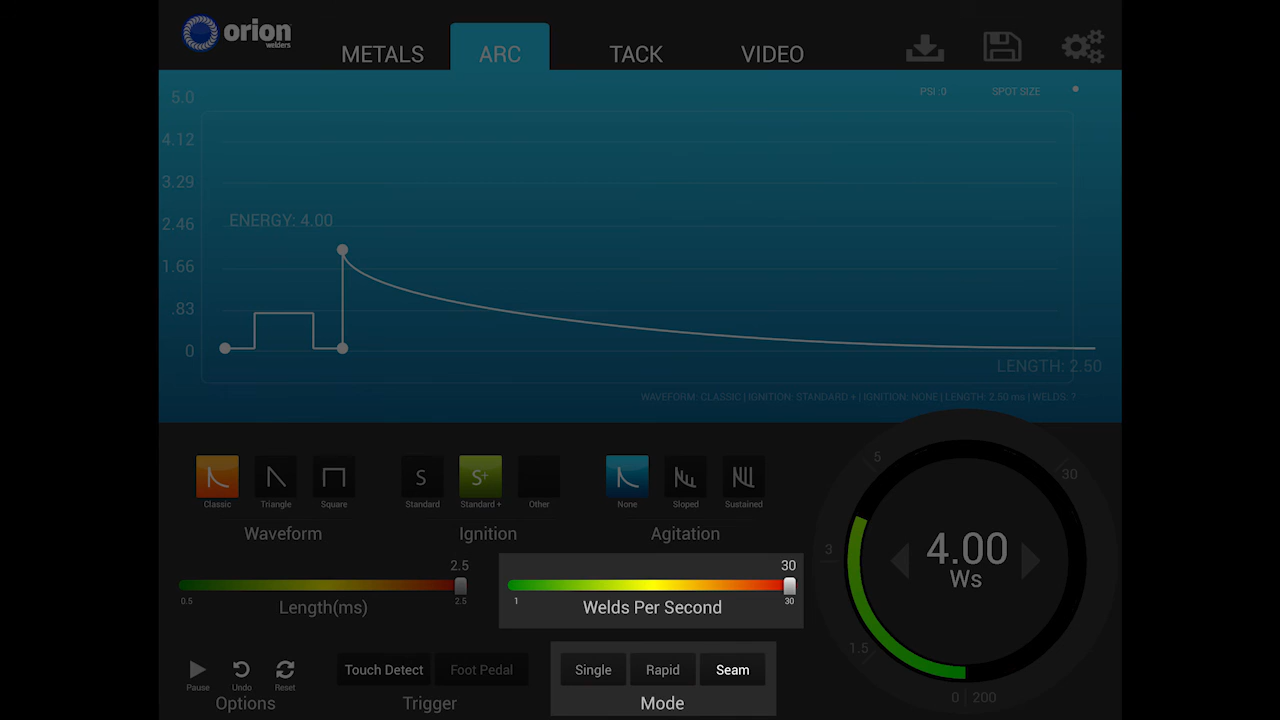 orion
welders
METALS ARC TACK VIDEO
PSI :0 SPOT SIZE
5.0
4.12
3.29
2.46
1.66
.83
0
ENERGY: 4.00
LENGTH: 2.50
WAVEFORM: CLASSIC | IGNITION: STANDARD + | IGNITION: NONE | LENGTH: 2.50 ms | WELDS: ?
S S+
Classic Triangle Square Standard Standard + Other None Sloped Sustained
Waveform Ignition Agitation
2.5 30
0.5 2.5 1 30
Length(ms) Welds Per Second
5 30
3
1.5
0 | 200
4.00
Ws
Pause Undo Reset
Options
Touch Detect Foot Pedal
Trigger
Single Rapid Seam
Mode